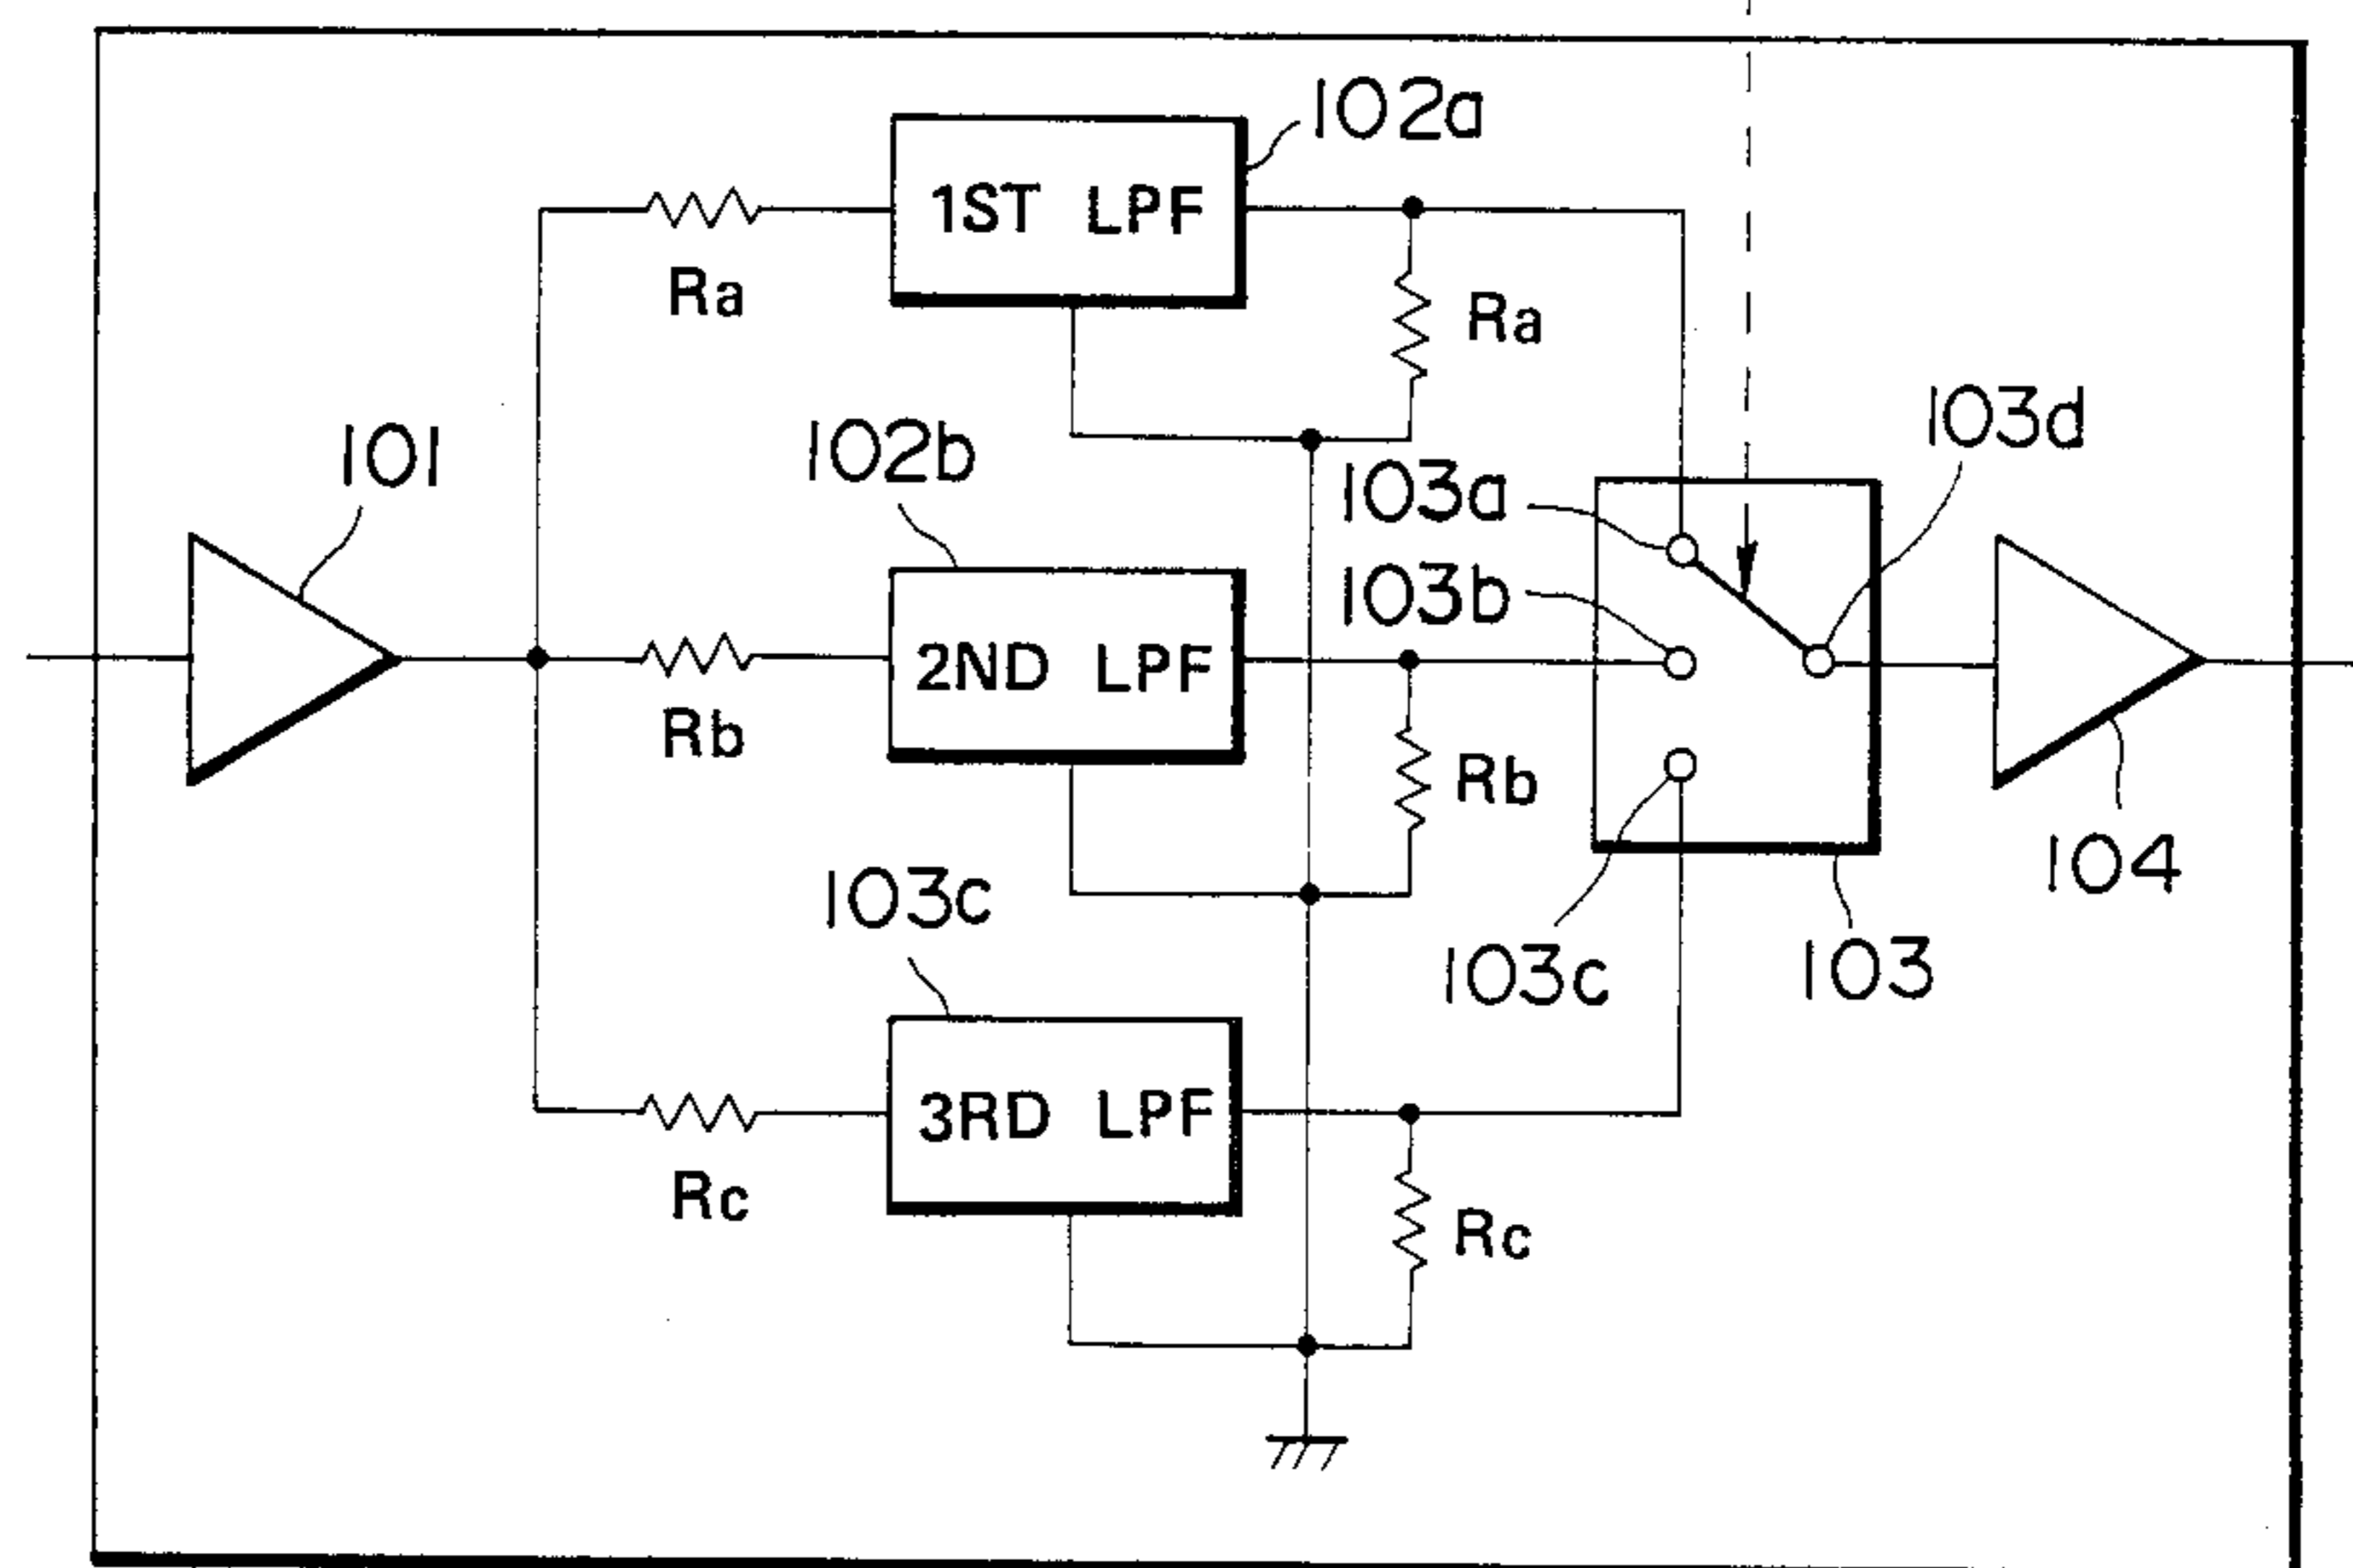 102a
1ST LPF
Ra
Ra
101
102b
103a
103d
103b
2ND LPF
Rb
Rb
104
103c
103c
103
3RD LPF
Rc
Rc